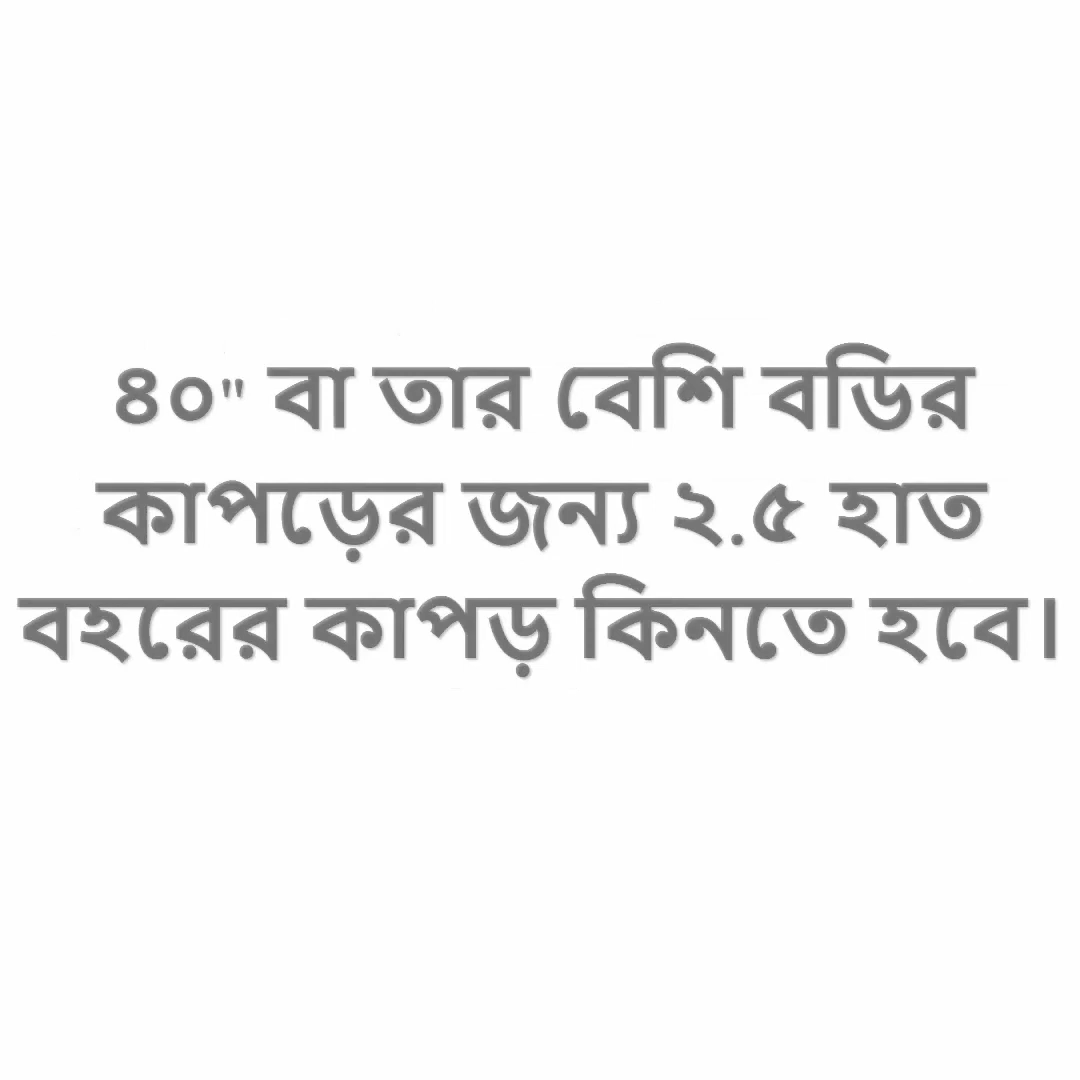 ৪০" বা তার বেশি বডির
কাপড়ের জন্য ২.৫ হাত
বহরের কাপড় কিনতে হবে।